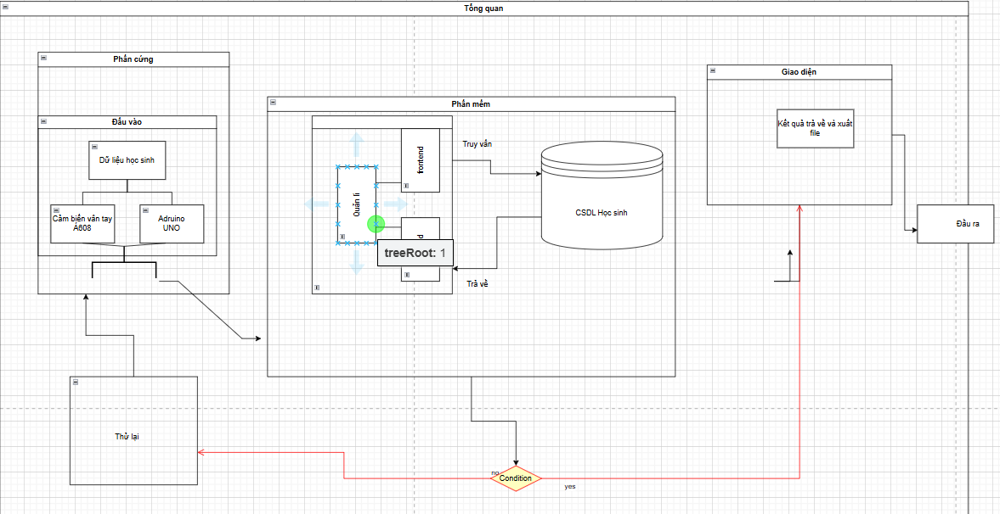 Tổng quan
Phần cứng
Đầu vào
Dữ liệu học sinh
Cảm biến vân tay
A608
Adruino
UNO
Phần mềm
frontend
Quản lí
treeRoot: 1
Truy vấn
Trả về
CSDL Học sinh
Giao diện
Kết quả trả về và xuất
file
Đầu ra
Thử lại
no
Condition
yes